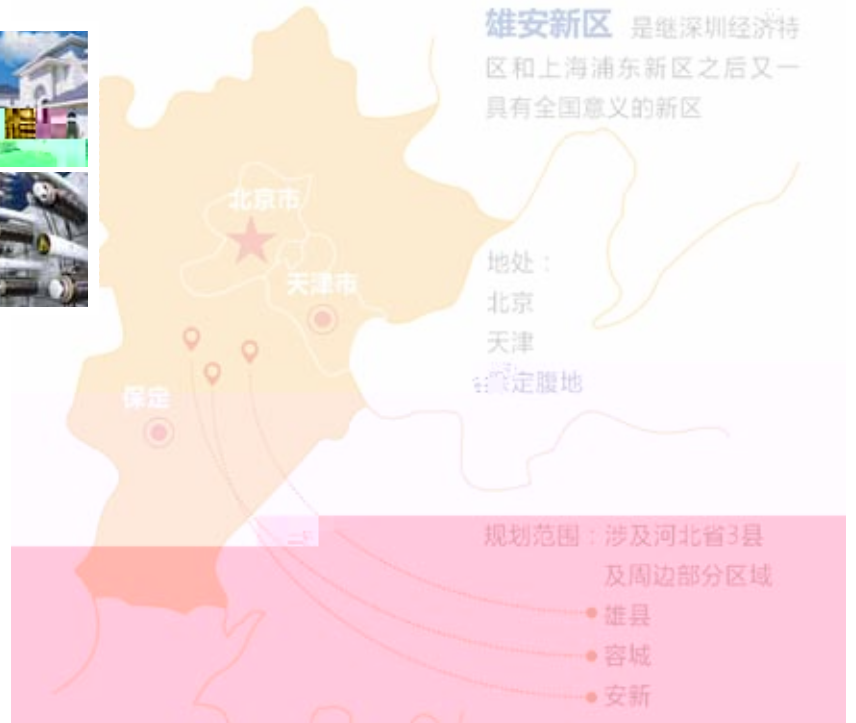 雄安新区 是继深圳经济特
区和上海浦东新区之后又一
具有全国意义的新区
北京市
天津市
保定
地处：
北京
天津
定腹地
规划范围：涉及河北省3县
及周边部分区域
雄县
容城
安新